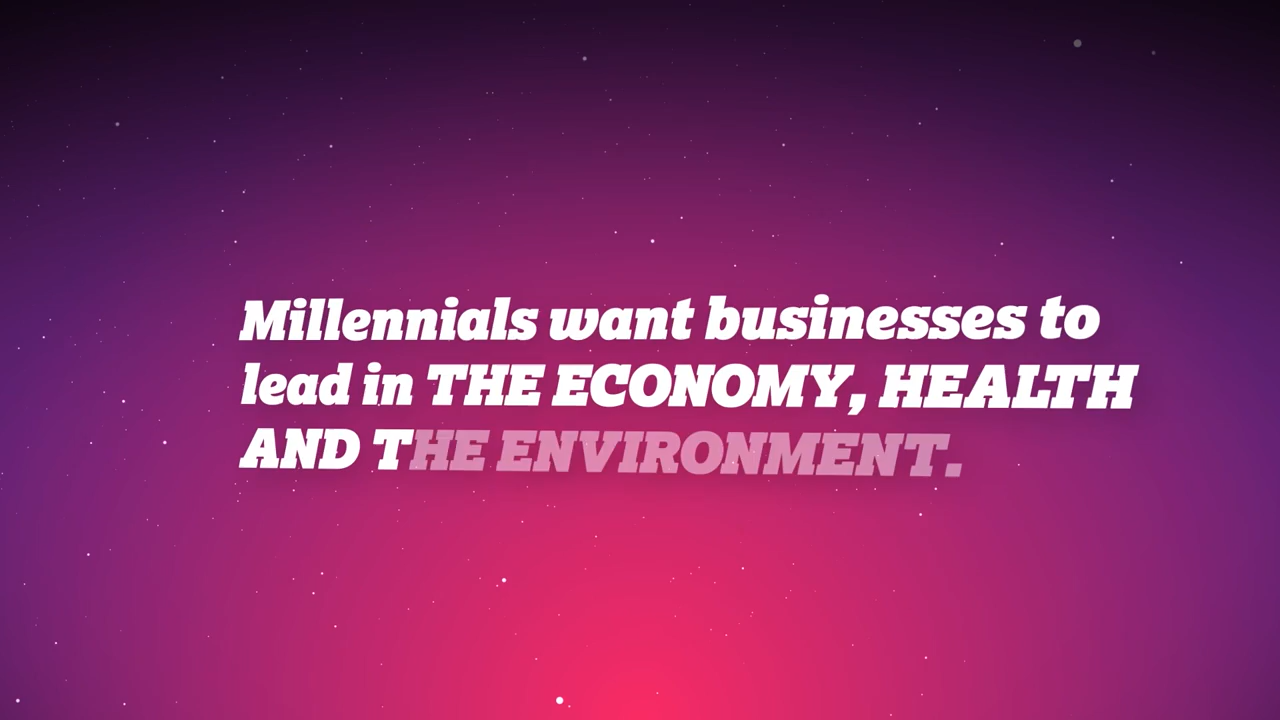 Millennials want businesses to
lead in THE ECONOMY, HEALTH
AND THE ENVIRONMENT.